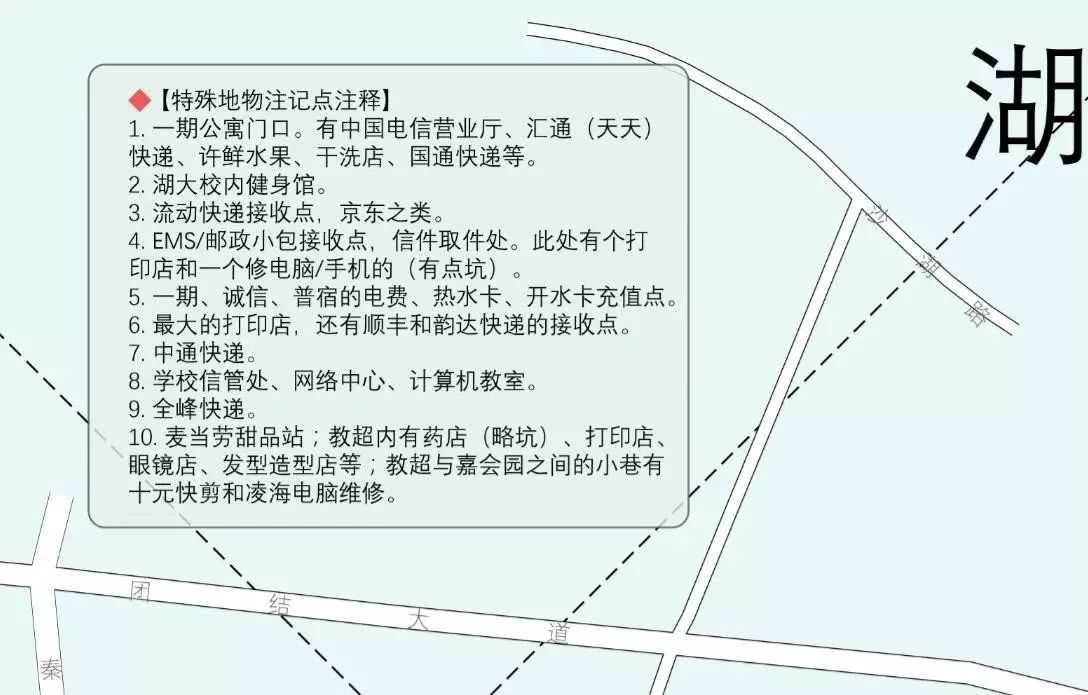 湖
【特殊地物注记点注释】
1. 一期公寓门口。有中国电信营业厅、汇通（天天）
快递、许鲜水果、干洗店、国通快递等。
2. 湖大校内健身馆。
3. 流动快递接收点，京东之类。
4. EMS/邮政小包接收点，信件取件处。此处有个打
印店和一个修电脑/手机的（有点坑）。
5. 一期、诚信、普宿的电费、热水卡、开水卡充值点。
6. 最大的打印店，还有顺丰和韵达快递的接收点。
7. 中通快递。
8. 学校信管处、网络中心、计算机教室。
9. 全峰快递。
10. 麦当劳甜品站；教超内有药店（略坑）、打印店、
眼镜店、发型造型店等；教超与嘉会园之间的小巷有
十元快剪和凌海电脑维修。
沙湖路
团结大道
秦